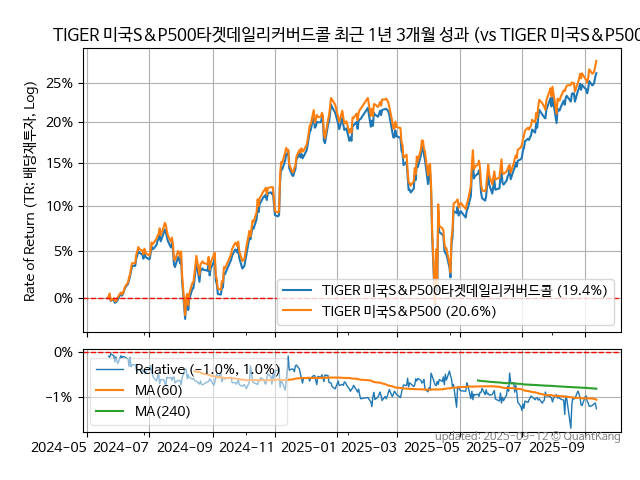 TIGER 미국S&P500타겟데일리커버드콜 최근 1년 3개월 성과 (vs TIGER 미국S&P500
Rate of Return (TR: 배당재투자, Log)
25%
20%
15%
10%
5%
0%
TIGER 미국S&P500타겟데일리커버드콜 (19.4%)
TIGER 미국S&P500 (20.6%)
0%
−1%
Relative (−1.0%, 1.0%)
MA(60)
MA(240)
updated: 2025-09-12 © QuantKang
2024-05 2024-07 2024-09 2024-11 2025-01 2025-03 2025-05 2025-07 2025-09